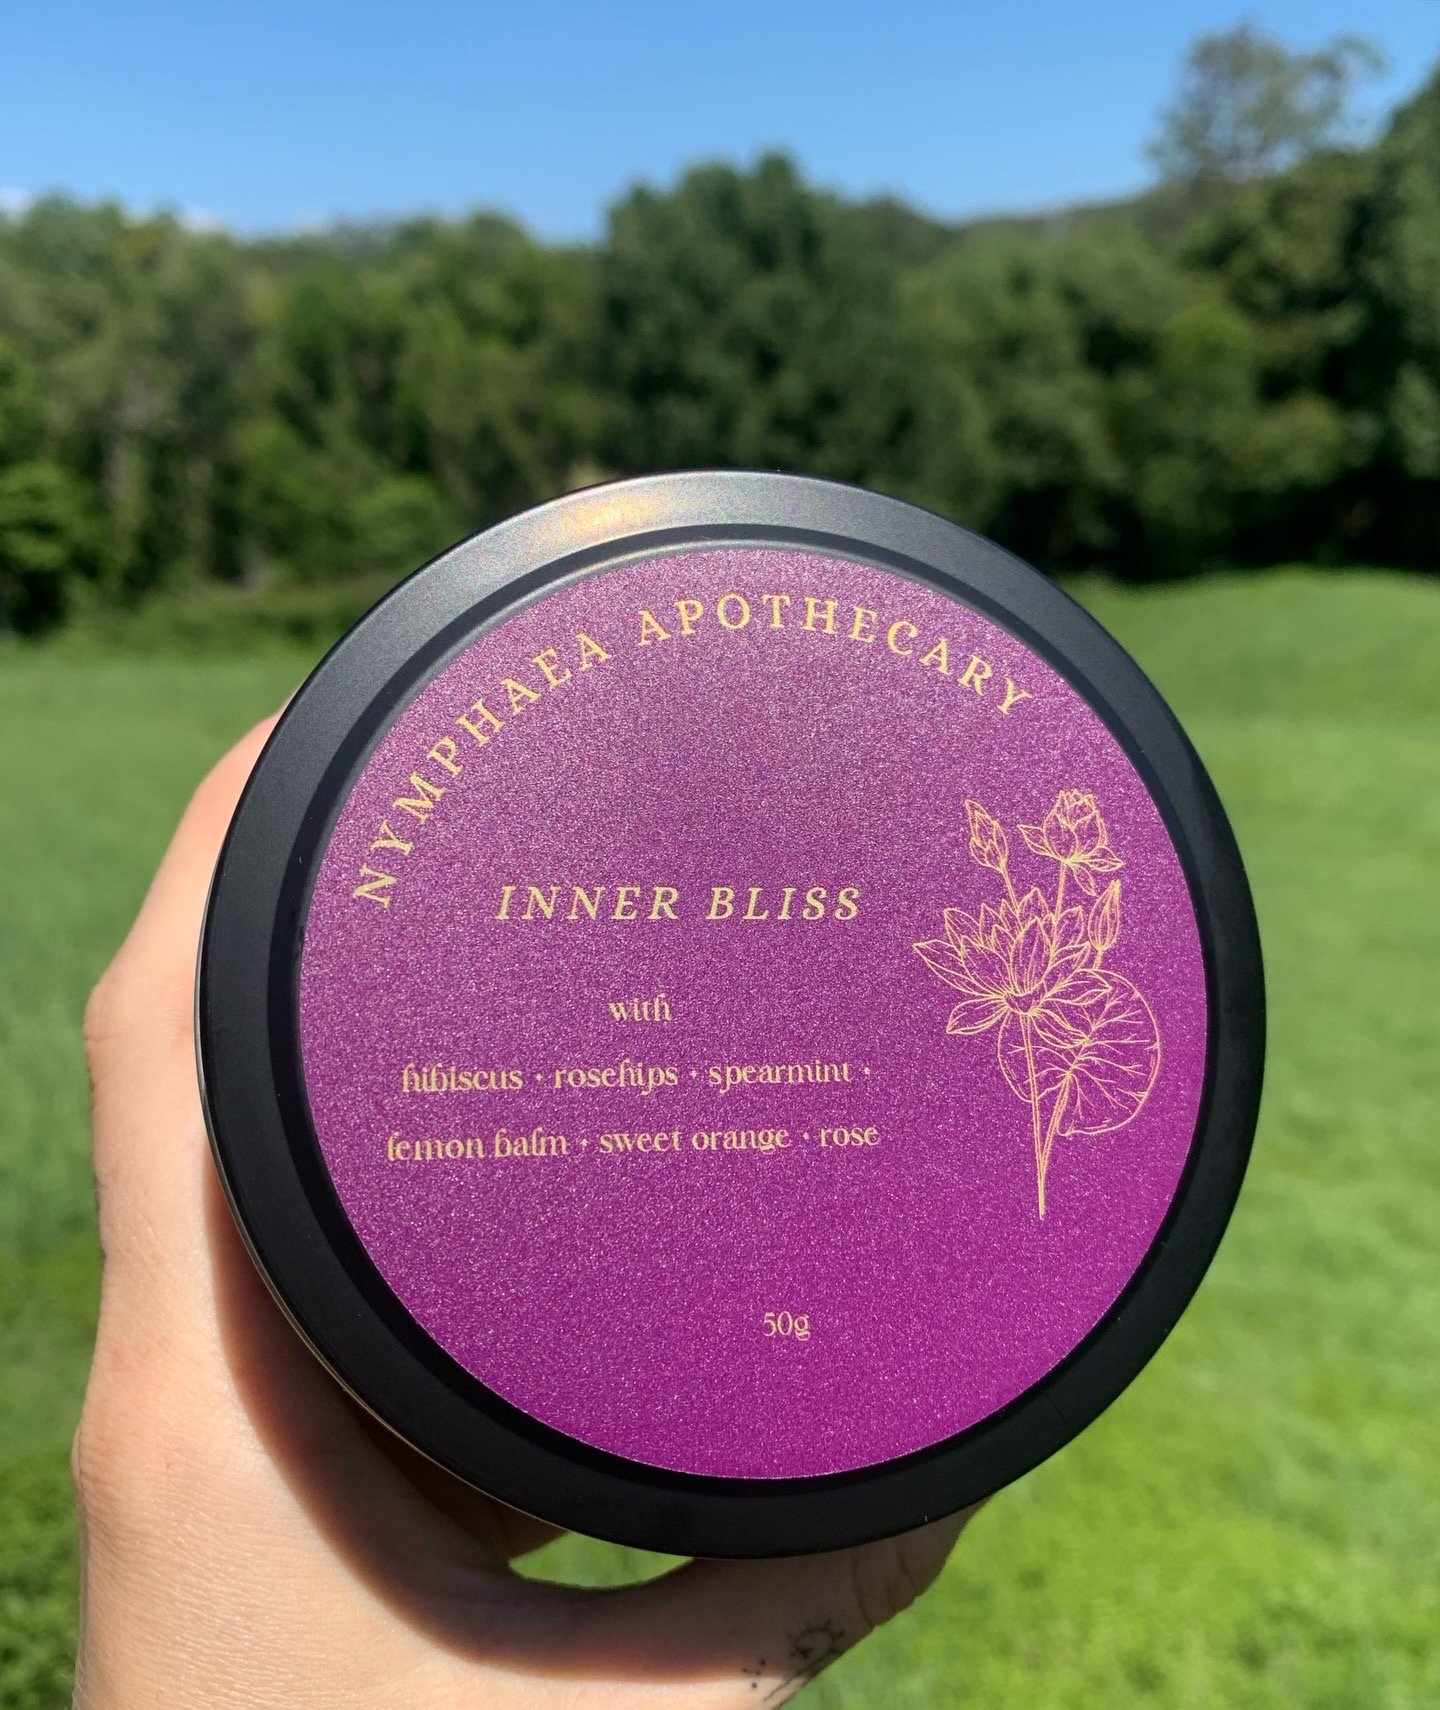 NYMPHAEA APOTHECARY
INNER BLISS
with
hibiscus · rosehips · spearmint ·
lemon balm · sweet orange · rose
50g